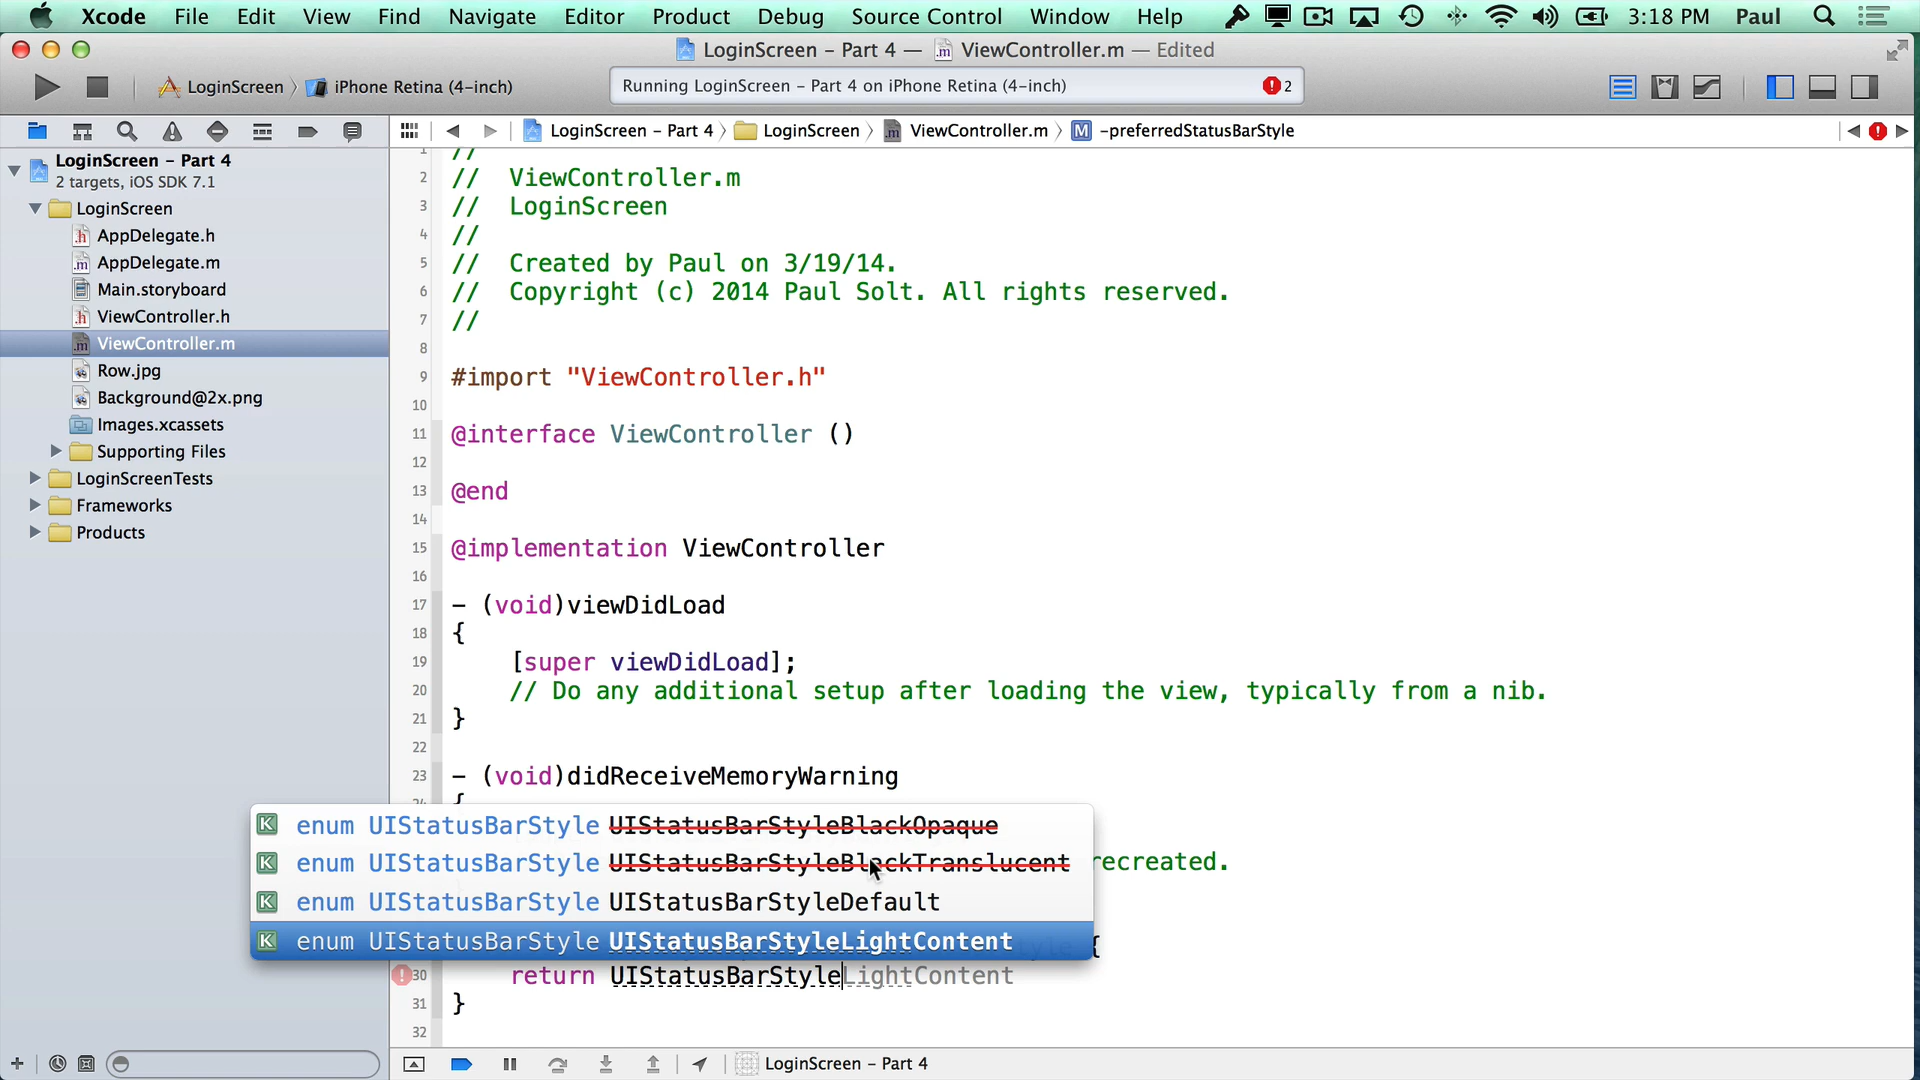 Xcode File Edit View Find Navigate Editor Product Debug Source Control Window Help 3:18 PM Paul
LoginScreen – Part 4 — ViewController.m — Edited
LoginScreen iPhone Retina (4-inch) Running LoginScreen – Part 4 on iPhone Retina (4-inch) 2
LoginScreen – Part 4 LoginScreen ViewController.m M -preferredStatusBarStyle
LoginScreen – Part 4
2 targets, iOS SDK 7.1
LoginScreen
AppDelegate.h
AppDelegate.m
Main.storyboard
ViewController.h
ViewController.m
Row.jpg
Background@2x.png
Images.xcassets
Supporting Files
LoginScreenTests
Frameworks
Products
1 //
2 // ViewController.m
3 // LoginScreen
4 //
5 // Created by Paul on 3/19/14.
6 // Copyright (c) 2014 Paul Solt. All rights reserved.
7 //
8
9 #import "ViewController.h"
10
11 @interface ViewController ()
12
13 @end
14
15 @implementation ViewController
16
17 - (void)viewDidLoad
18 {
19 [super viewDidLoad];
20 // Do any additional setup after loading the view, typically from a nib.
21 }
22
23 - (void)didReceiveMemoryWarning
24 {
K enum UIStatusBarStyle UIStatusBarStyleBlackOpaque
K enum UIStatusBarStyle UIStatusBarStyleBlackTranslucent recreated.
K enum UIStatusBarStyle UIStatusBarStyleDefault
K enum UIStatusBarStyle UIStatusBarStyleLightContent {
30 return UIStatusBarStyleLightContent
31 }
32
LoginScreen – Part 4